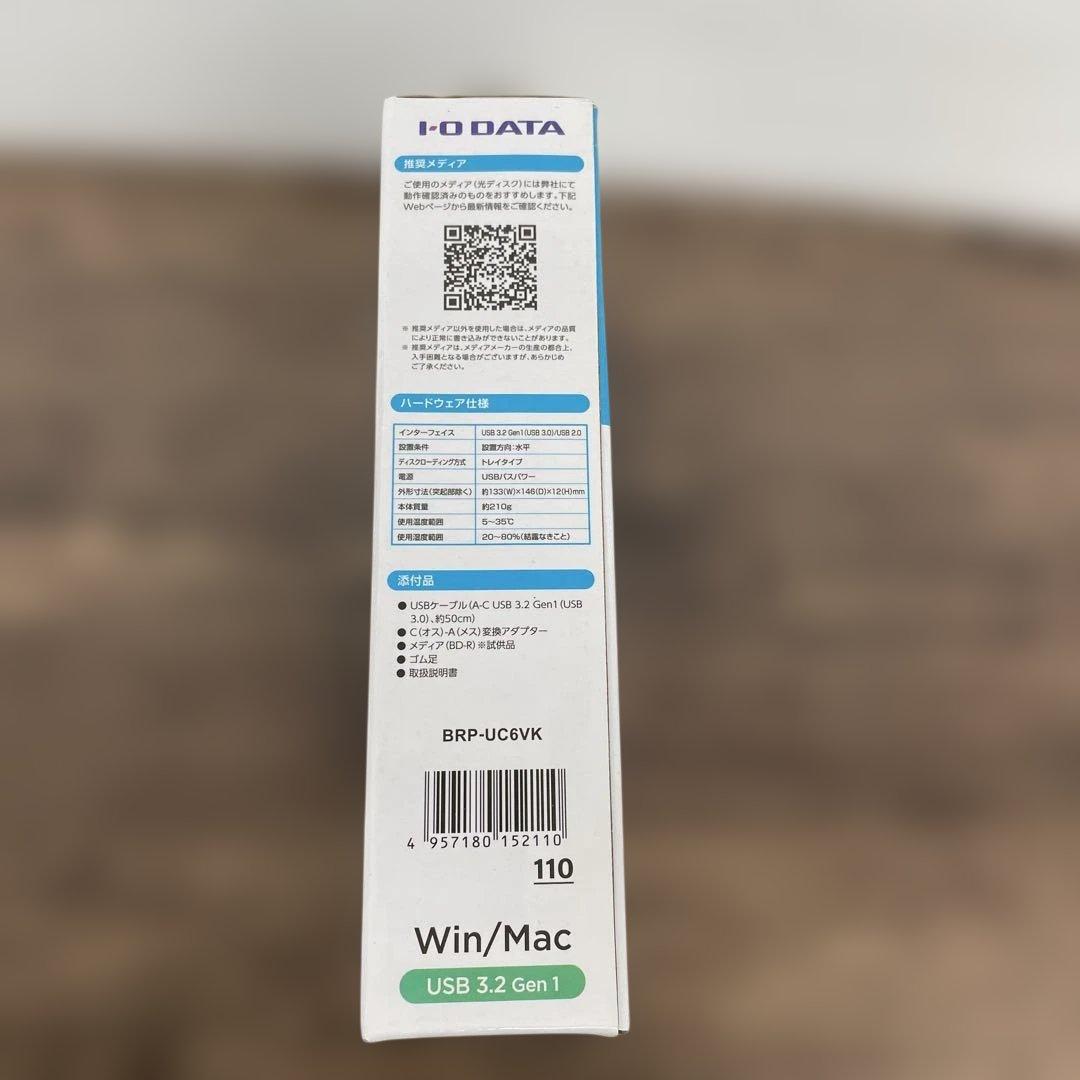 I-O DATA
推奨メディア
ご使用のメディア(光ディスク)には弊社にて
動作確認済みのものをおすすめします。下記
Webページから最新情報をご確認ください。
※ 推奨メディア以外を使用した場合は、メディアの品質
により正常に書き込みができないことがあります。
※ 推奨メディアは、メディアメーカーの生産の都合上、
入手困難となる場合がございますが、あらかじめ
ご了承ください。
ハードウェア仕様
インターフェイス USB 3.2 Gen1(USB 3.0)/USB 2.0
設置条件 設置方向:水平
ディスクローディング方式 トレイタイプ
電源 USBバスパワー
外形寸法(突起部除く) 約133(W)×146(D)×12(H)mm
本体質量 約210g
使用温度範囲 5～35℃
使用湿度範囲 20～80%(結露なきこと)
添付品
● USBケーブル(A-C USB 3.2 Gen1(USB
3.0)、約50cm)
● C(オス)-A(メス)変換アダプター
● メディア(BD-R)※試供品
● ゴム足
● 取扱説明書
BRP-UC6VK
4 957180 152110
110
Win/Mac
USB 3.2 Gen 1